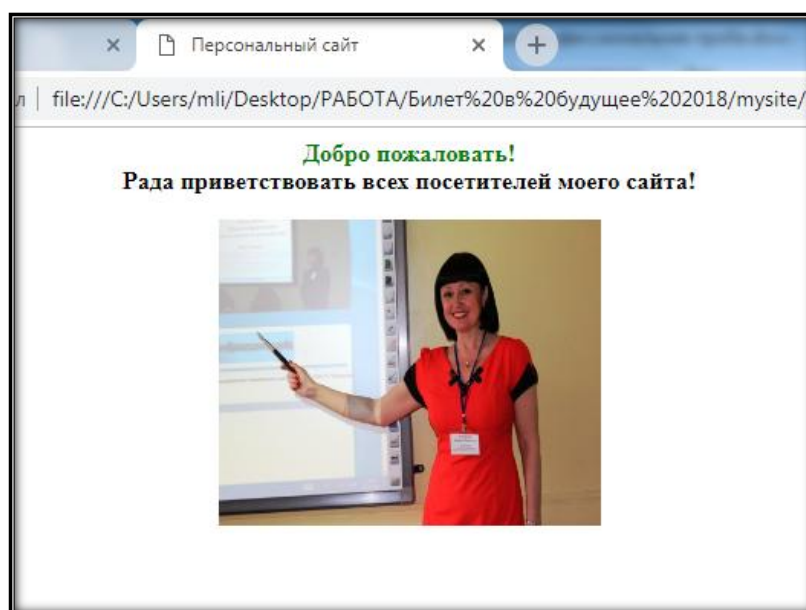 Персональный сайт
л | file:///C:/Users/mli/Desktop/РАБОТА/Билет%20в%20будущее%202018/mysite/
Добро пожаловать!
Рада приветствовать всех посетителей моего сайта!